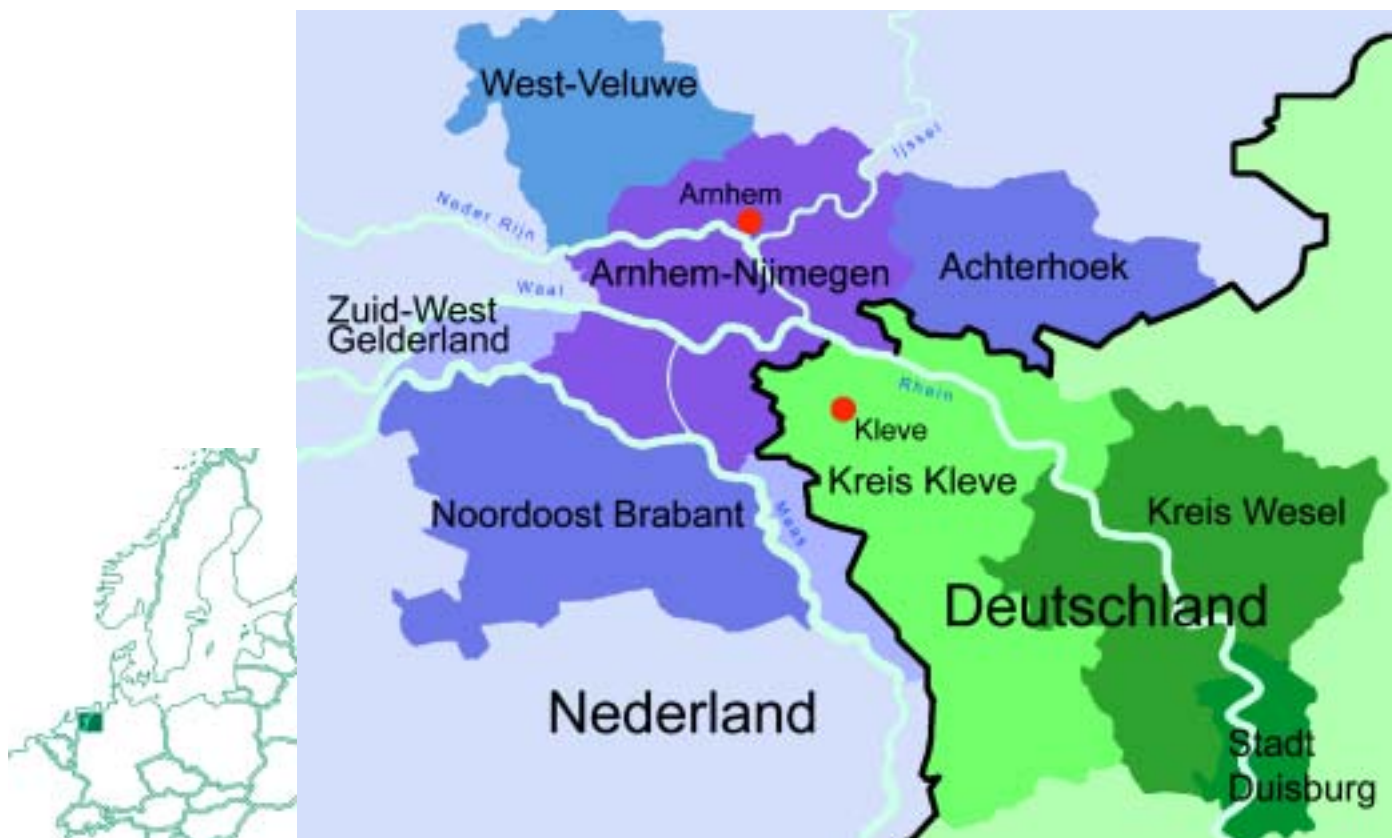 West-Veluwe
Ijssel
Arnhem
Neder Rijn
Arnhem-Njimegen
Achterhoek
Waal
Zuid-West
Gelderland
Rhein
Kleve
Kreis Kleve
Noordoost Brabant
Maas
Kreis Wesel
Deutschland
Nederland
Stadt
Duisburg